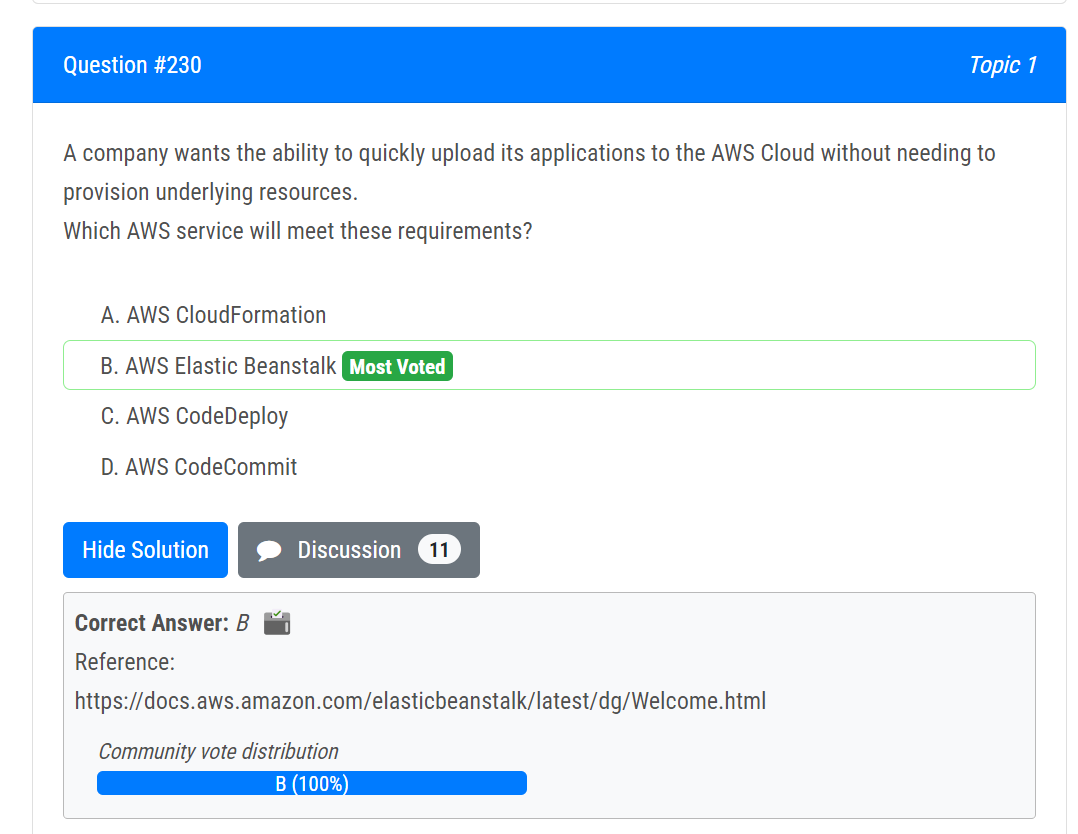 Question #230
Topic 1
A company wants the ability to quickly upload its applications to the AWS Cloud without needing to
provision underlying resources.
Which AWS service will meet these requirements?
A. AWS CloudFormation
B. AWS Elastic Beanstalk Most Voted
C. AWS CodeDeploy
D. AWS CodeCommit
Hide Solution
Discussion 11
Correct Answer: B
Reference:
https://docs.aws.amazon.com/elasticbeanstalk/latest/dg/Welcome.html
Community vote distribution
B (100%)